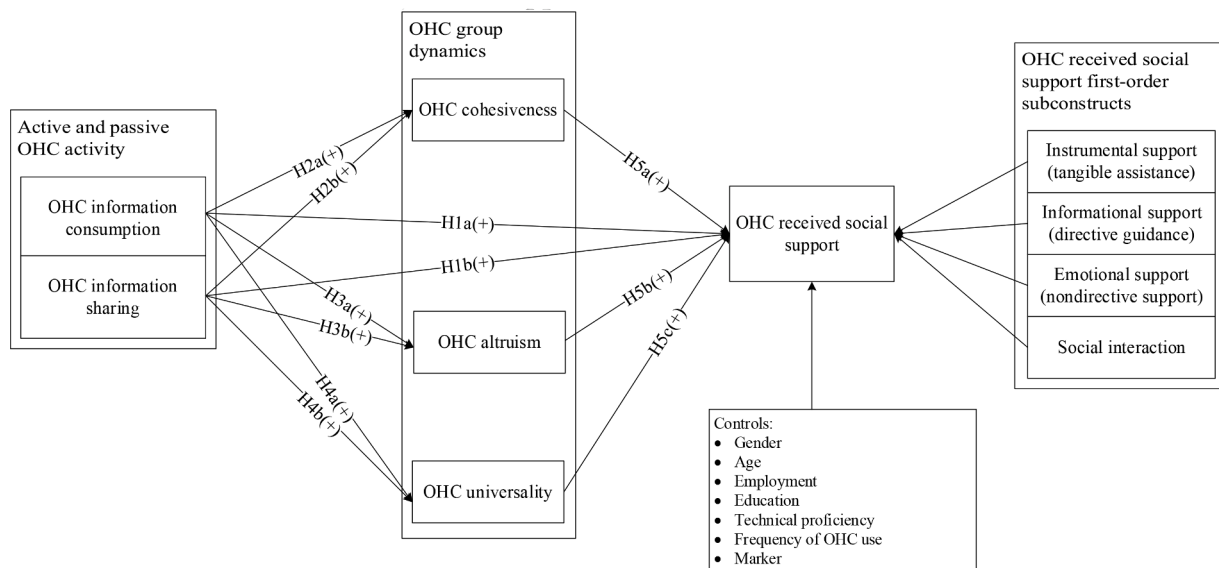 Active and passive
OHC activity
OHC information
consumption
OHC information
sharing
H2a(+)
H2b(+)
H1a(+)
H1b(+)
H3a(+)
H3b(+)
H4a(+)
H4b(+)
OHC group
dynamics
OHC cohesiveness
OHC altruism
OHC universality
H5a(+)
H5b(+)
H5c(+)
OHC received social
support
Controls:
● Gender
● Age
● Employment
● Education
● Technical proficiency
● Frequency of OHC use
● Marker
OHC received social
support first-order
subconstructs
Instrumental support
(tangible assistance)
Informational support
(directive guidance)
Emotional support
(nondirective support)
Social interaction